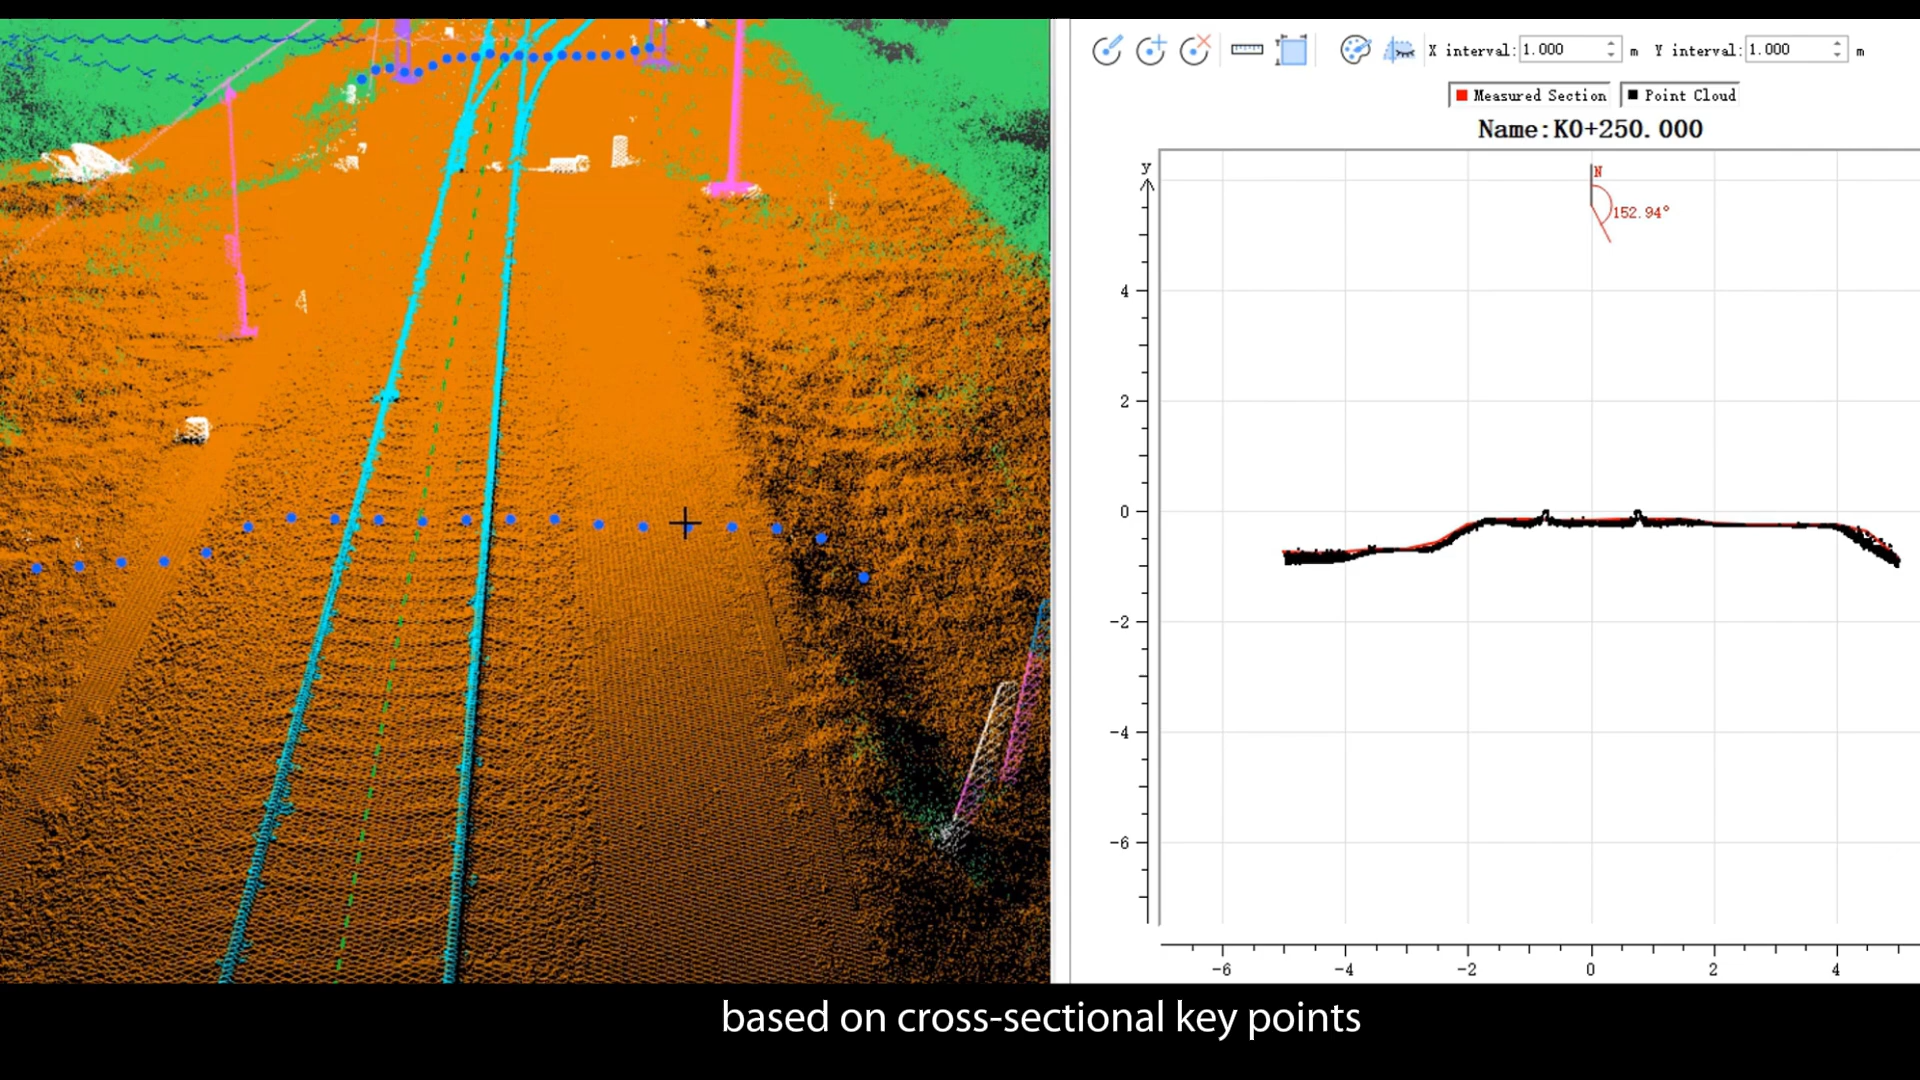 X interval: 1.000 m Y interval: 1.000 m
Measured Section Point Cloud
Name:K0+250.000
y
N
152.94°
4
2
0
-2
-4
-6
-6 -4 -2 0 2 4
based on cross-sectional key points